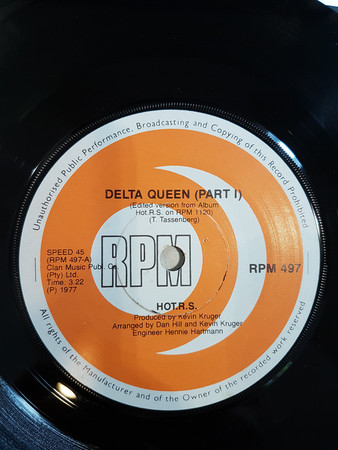 Unauthorised Public Performance, Broadcasting and Copying of this Record Prohibited
DELTA QUEEN (PART I)
(Edited version from Album
Hot.R.S. on RPM 1120)
(T. Tassenberg)
SPEED 45
(RPM 497-A)
Clan Music Publ. Co.
(Pty) Ltd.
Time: 3.22
(P) 1977
RPM
RPM 497
HOT.R.S.
Produced by Kevin Kruger
Arranged by Dan Hill and Kevin Kruger
Engineer Hennie Hartmann
All rights of the Manufacturer and of the Owner of the recorded work reserved